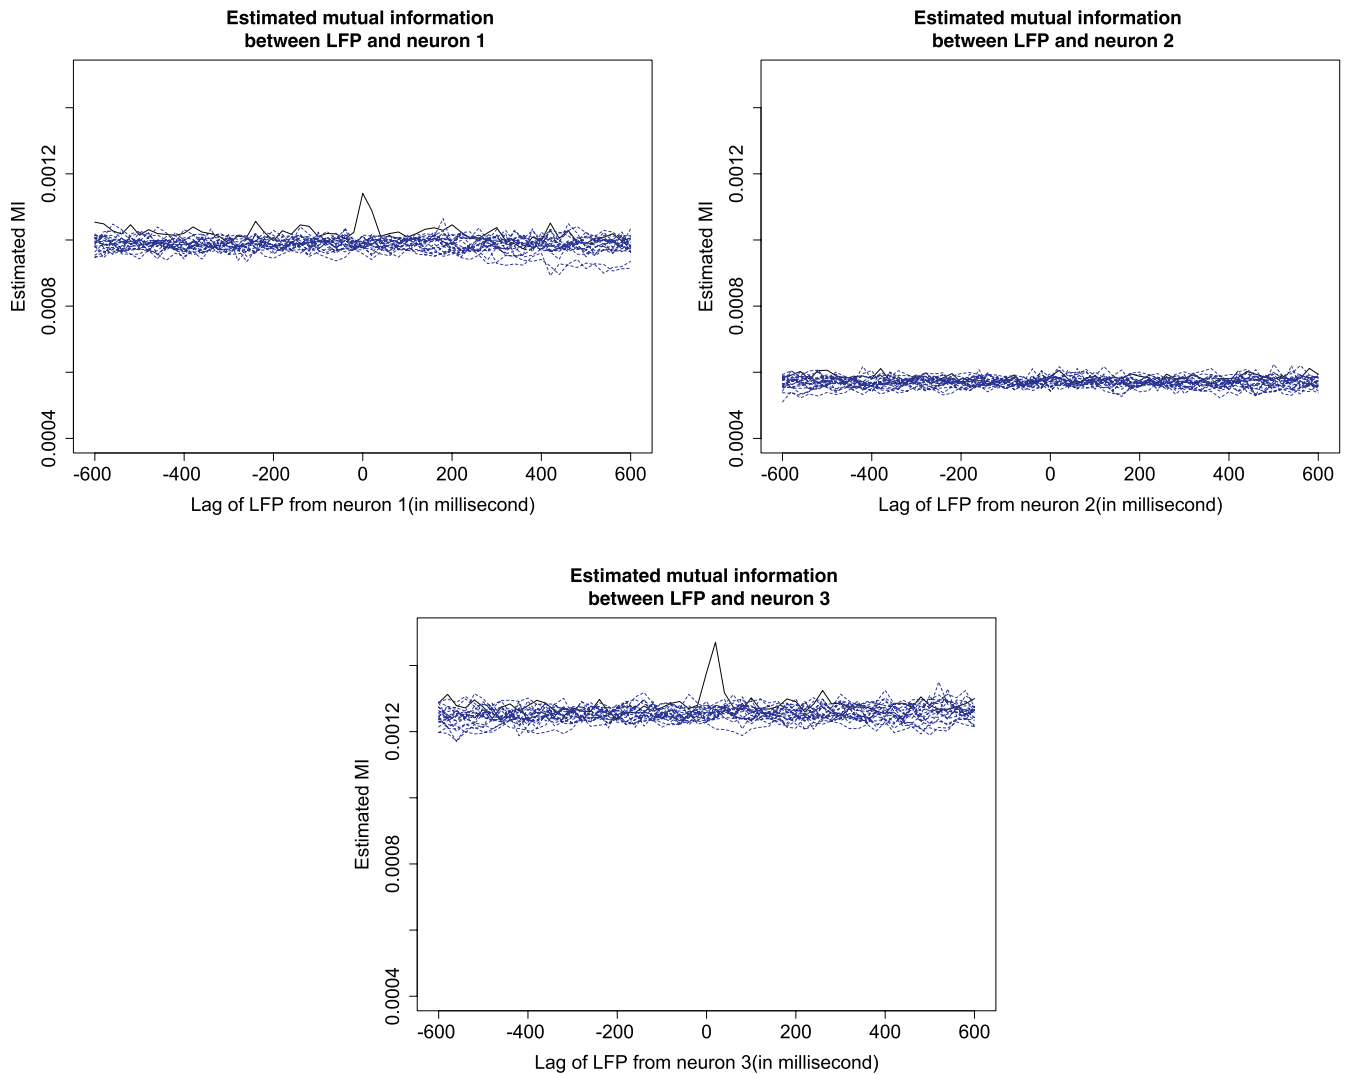 Estimated mutual information
between LFP and neuron 1
Estimated MI
0.0012
0.0008
0.0004
-600 -400 -200 0 200 400 600
Lag of LFP from neuron 1(in millisecond)
Estimated mutual information
between LFP and neuron 2
Estimated MI
0.0012
0.0008
0.0004
-600 -400 -200 0 200 400 600
Lag of LFP from neuron 2(in millisecond)
Estimated mutual information
between LFP and neuron 3
Estimated MI
0.0012
0.0008
0.0004
-600 -400 -200 0 200 400 600
Lag of LFP from neuron 3(in millisecond)